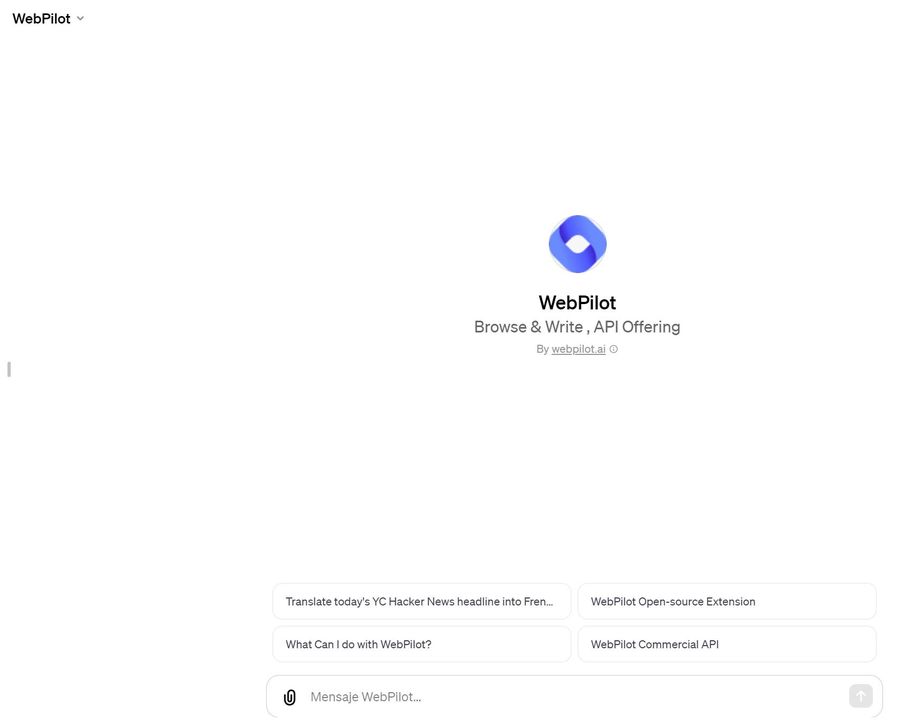 WebPilot
WebPilot
Browse & Write , API Offering
By webpilot.ai
Translate today's YC Hacker News headline into Fren...
WebPilot Open-source Extension
What Can I do with WebPilot?
WebPilot Commercial API
Mensaje WebPilot...